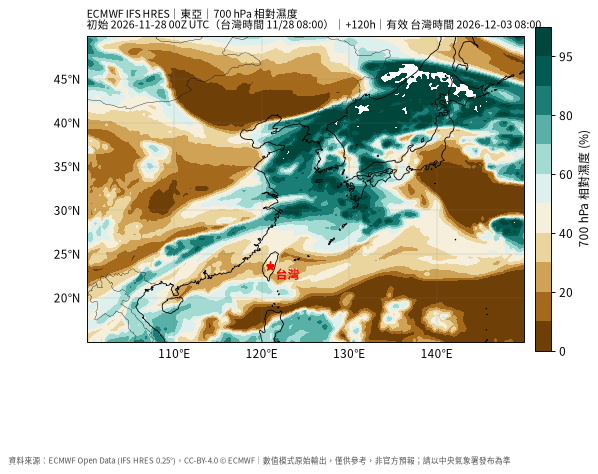 ECMWF IFS HRES｜東亞｜700 hPa 相對濕度
初始 2026-11-28 00Z UTC（台灣時間 11/28 08:00）｜+120h｜有效 台灣時間 2026-12-03 08:00
45°N
40°N
35°N
30°N
25°N
20°N
110°E
120°E
130°E
140°E
台灣
95
80
60
40
20
0
700 hPa 相對濕度 (%)
資料來源：ECMWF Open Data (IFS HRES 0.25°)，CC-BY-4.0 © ECMWF｜數值模式原始輸出，僅供參考，非官方預報；請以中央氣象署發布為準